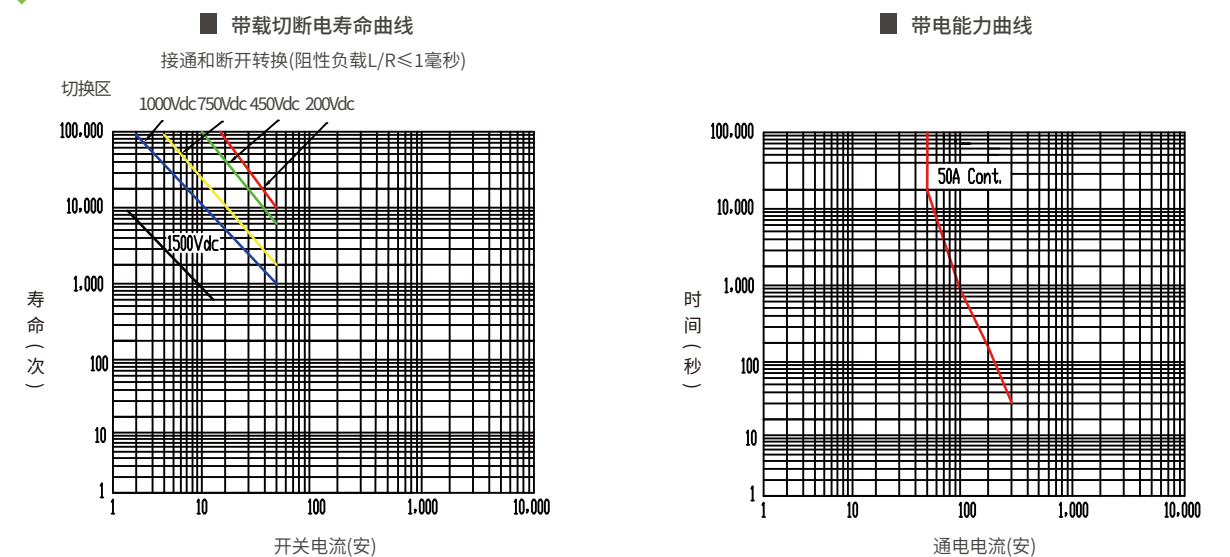 带载切断电寿命曲线
接通和断开转换(阻性负载L/R≤1毫秒)
切换区
1000Vdc 750Vdc 450Vdc 200Vdc
100.000
10.000
1.000
100
10
1
1500Vdc
寿命(次)
1 10 100 1.000 10.000
开关电流(安)
带电能力曲线
100.000
10.000
1.000
100
10
1
50A Cont.
时间(秒)
1 10 100 1.000 10.000
通电电流(安)